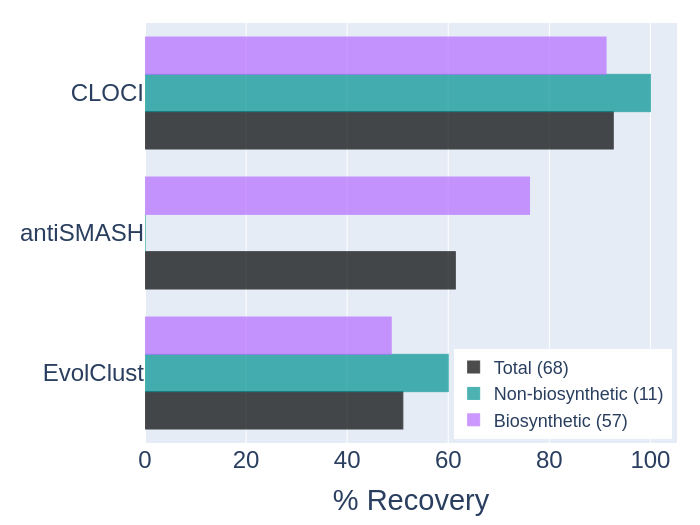 CLOCI
antiSMASH
EvolClust
Total (68)
Non-biosynthetic (11)
Biosynthetic (57)
0 20 40 60 80 100
% Recovery